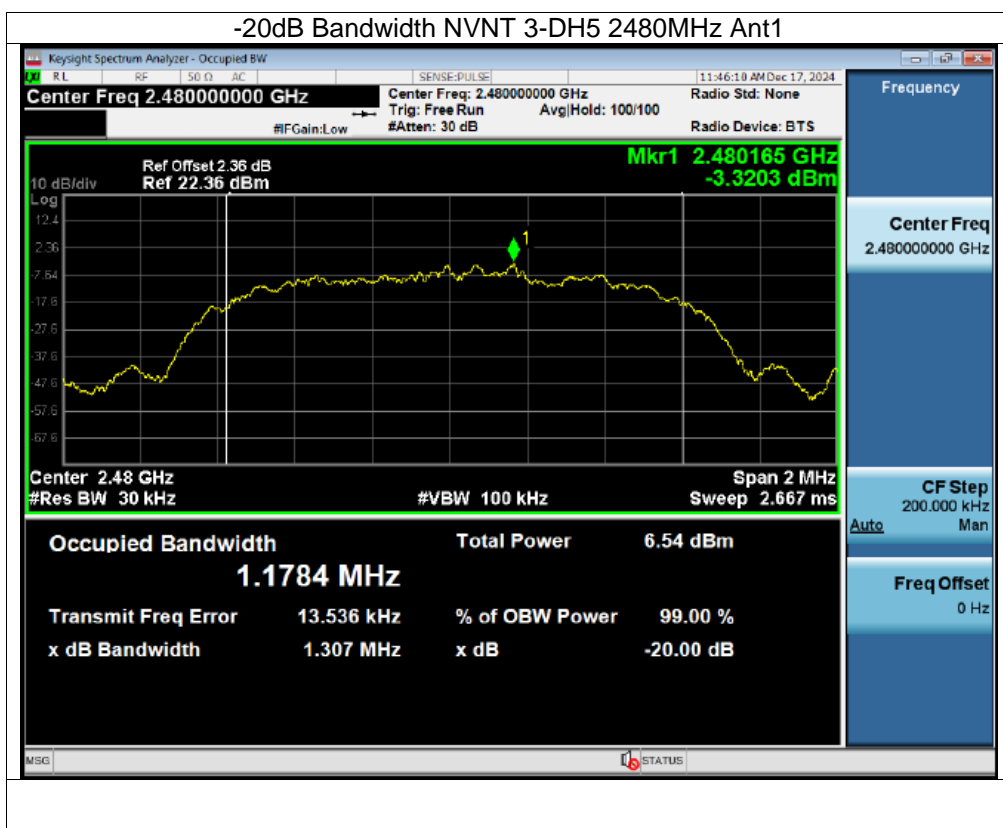 -20dB Bandwidth NVNT 3-DH5 2480MHz Ant1
Keysight Spectrum Analyzer - Occupied BW
LXI RL RF 50 Ω AC SENSE:PULSE 11:46:10 AM Dec 17, 2024
Center Freq 2.480000000 GHz
Center Freq: 2.480000000 GHz
Radio Std: None
Trig: Free Run Avg|Hold: 100/100
#IFGain:Low #Atten: 30 dB Radio Device: BTS
Frequency
Mkr1 2.480165 GHz
-3.3203 dBm
Ref Offset 2.36 dB
10 dB/div Ref 22.36 dBm
Log
12.4
2.36
-7.54
-17.6
-27.6
-37.6
-47.6
-57.6
-67.6
1
Center 2.48 GHz Span 2 MHz
#Res BW 30 kHz #VBW 100 kHz Sweep 2.667 ms
Occupied Bandwidth Total Power 6.54 dBm
1.1784 MHz
Transmit Freq Error 13.536 kHz % of OBW Power 99.00 %
x dB Bandwidth 1.307 MHz x dB -20.00 dB
Center Freq
2.480000000 GHz
CF Step
200.000 kHz
Auto Man
Freq Offset
0 Hz
MSG STATUS